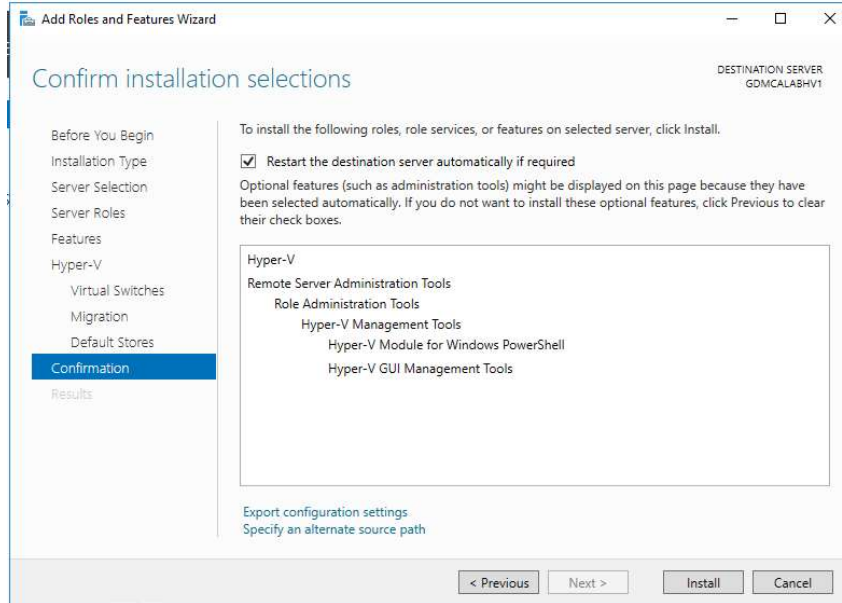 Add Roles and Features Wizard
Confirm installation selections
DESTINATION SERVER
GDMCALABHV1
Before You Begin
Installation Type
Server Selection
Server Roles
Features
Hyper-V
Virtual Switches
Migration
Default Stores
Confirmation
Results
To install the following roles, role services, or features on selected server, click Install.
Restart the destination server automatically if required
Optional features (such as administration tools) might be displayed on this page because they have
been selected automatically. If you do not want to install these optional features, click Previous to clear
their check boxes.
Hyper-V
Remote Server Administration Tools
Role Administration Tools
Hyper-V Management Tools
Hyper-V Module for Windows PowerShell
Hyper-V GUI Management Tools
Export configuration settings
Specify an alternate source path
< Previous
Next >
Install
Cancel